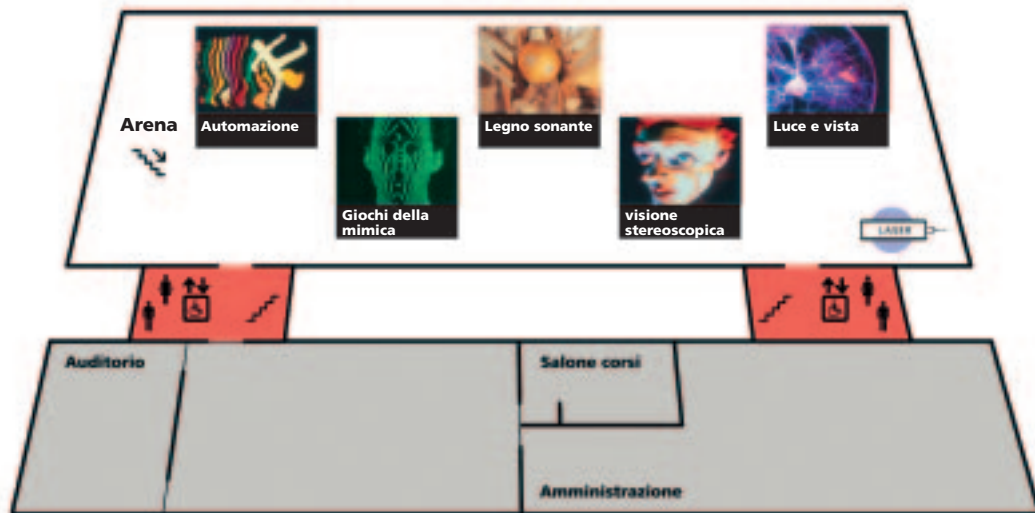 Arena
Automazione
Legno sonante
Luce e vista
Giochi della
mimica
visione
stereoscopica
LASER
Auditorio
Salone corsi
Amministrazione